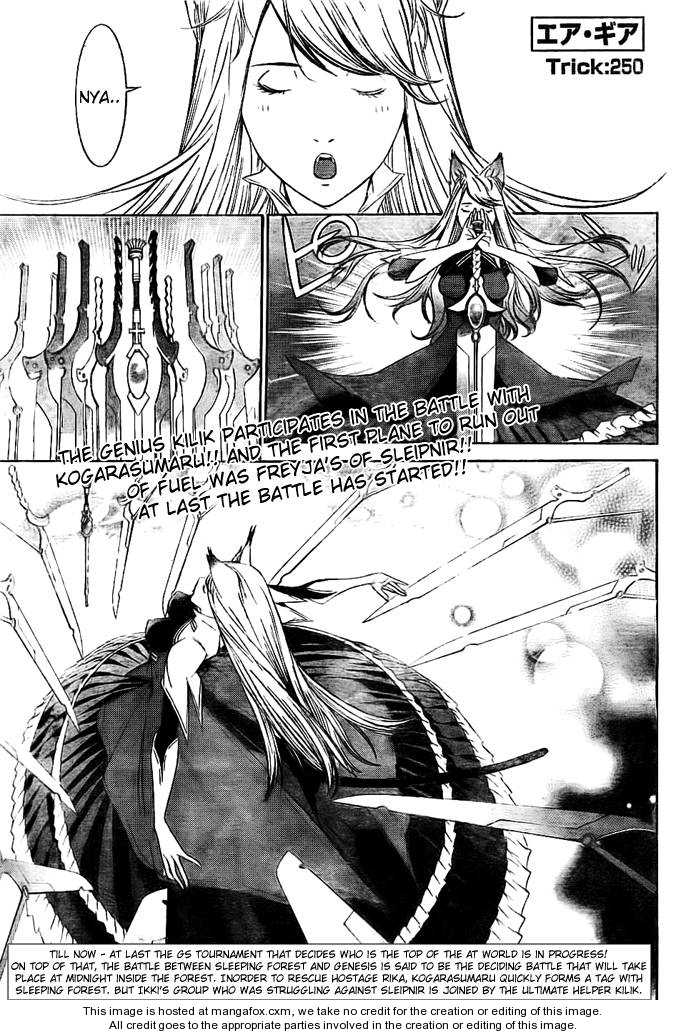 エア・ギア
Trick:250
NYA..
THE GENIUS KILIK PARTICIPATES IN THE BATTLE WITH
KOGARASUMARU!! AND THE FIRST PLANE TO RUN OUT
OF FUEL WAS FREYJA'S OF SLEIPNIR!!
AT LAST THE BATTLE HAS STARTED!!
TILL NOW - AT LAST THE GS TOURNAMENT THAT DECIDES WHO IS THE TOP OF THE AT WORLD IS IN PROGRESS!
ON TOP OF THAT, THE BATTLE BETWEEN SLEEPING FOREST AND GENESIS IS SAID TO BE THE DECIDING BATTLE THAT WILL TAKE
PLACE AT MIDNIGHT INSIDE THE FOREST. INORDER TO RESCUE HOSTAGE RIKA, KOGARASUMARU QUICKLY FORMS A TAG WITH
SLEEPING FOREST. BUT IKKI'S GROUP WHO WAS STRUGGLING AGAINST SLEIPNIR IS JOINED BY THE ULTIMATE HELPER KILIK.
This image is hosted at mangafox.cxm, we take no credit for the creation or editing of this image.
All credit goes to the appropriate parties involved in the creation or editing of this image.